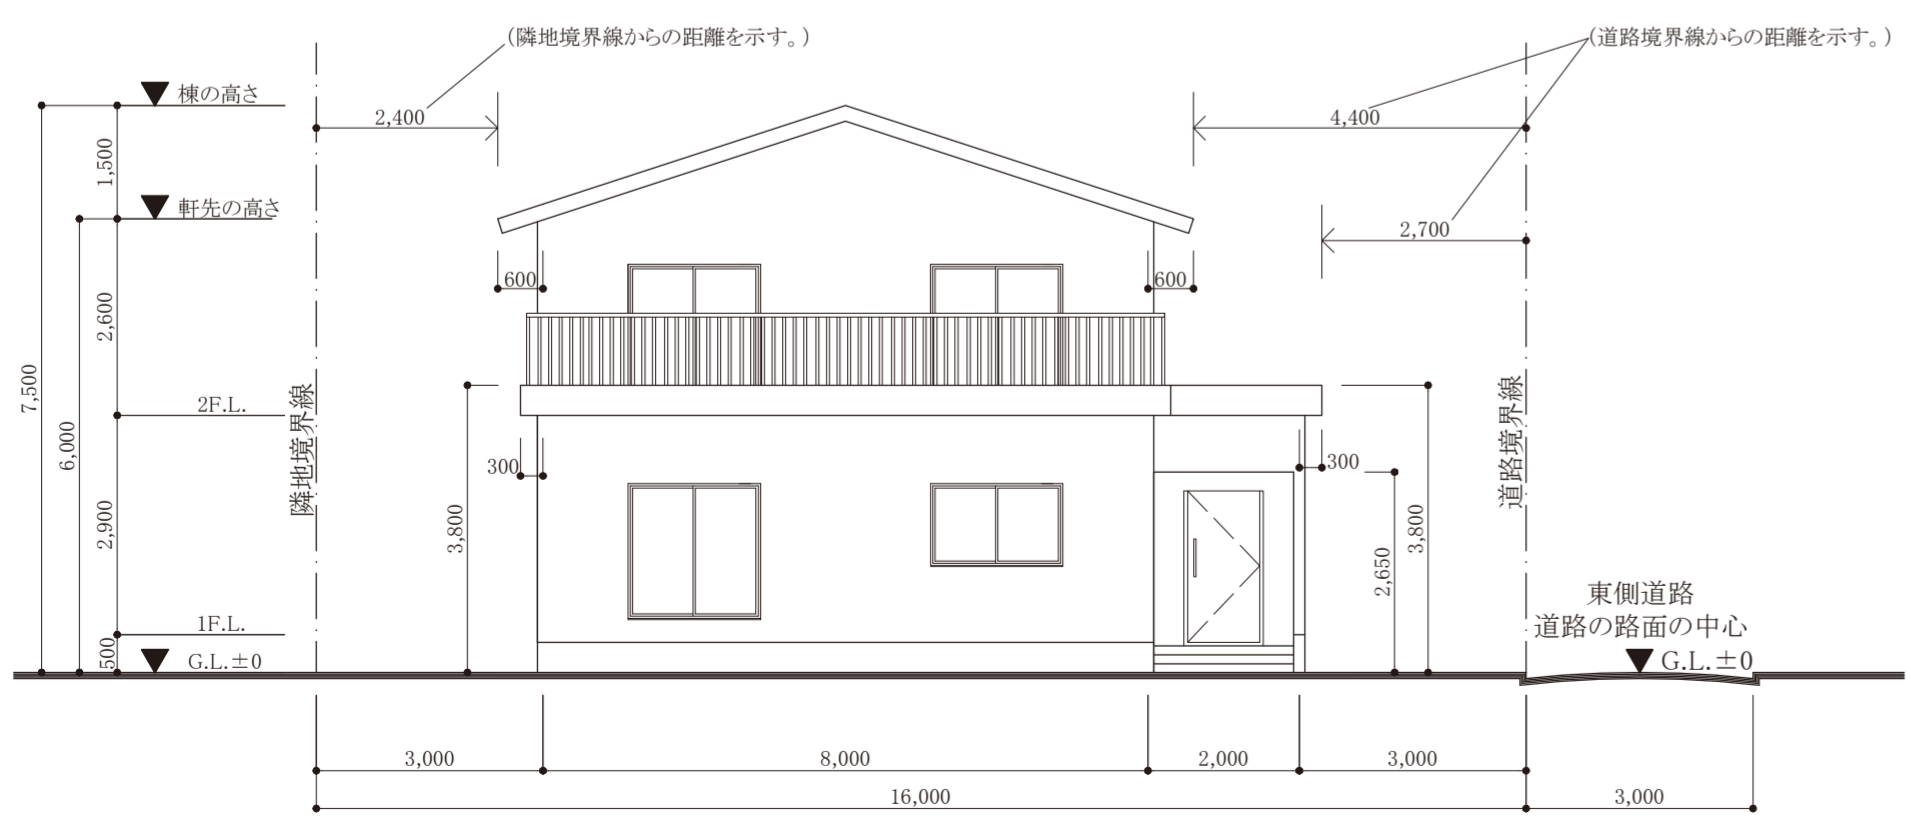 (隣地境界線からの距離を示す。)
(道路境界線からの距離を示す。)
棟の高さ
2,400
4,400
1,500
軒先の高さ
2,700
600
600
2,600
7,500
2F.L.
隣地境界線
道路境界線
6,000
300
300
2,900
3,800
3,800
2,650
東側道路
道路の路面の中心
1F.L.
500
G.L.±0
G.L.±0
3,000
8,000
2,000
3,000
16,000
3,000